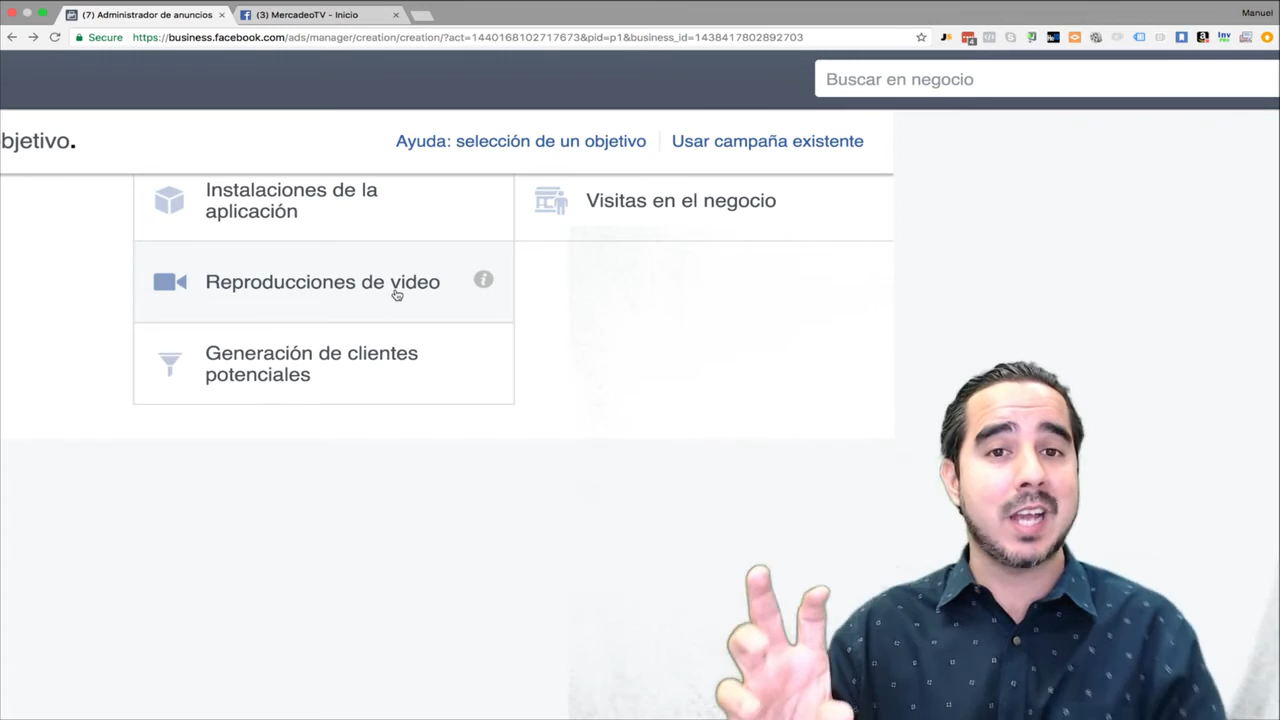 (7) Administrador de anuncios
(3) MercadeoTV - Inicio
Manuel
Secure
https://business.facebook.com/ads/manager/creation/creation/?act=1440168102717673&pid=p1&business_id=1438417802892703
Buscar en negocio
bjetivo.
Ayuda: selección de un objetivo
Usar campaña existente
Instalaciones de la
aplicación
Visitas en el negocio
Reproducciones de video
Generación de clientes
potenciales